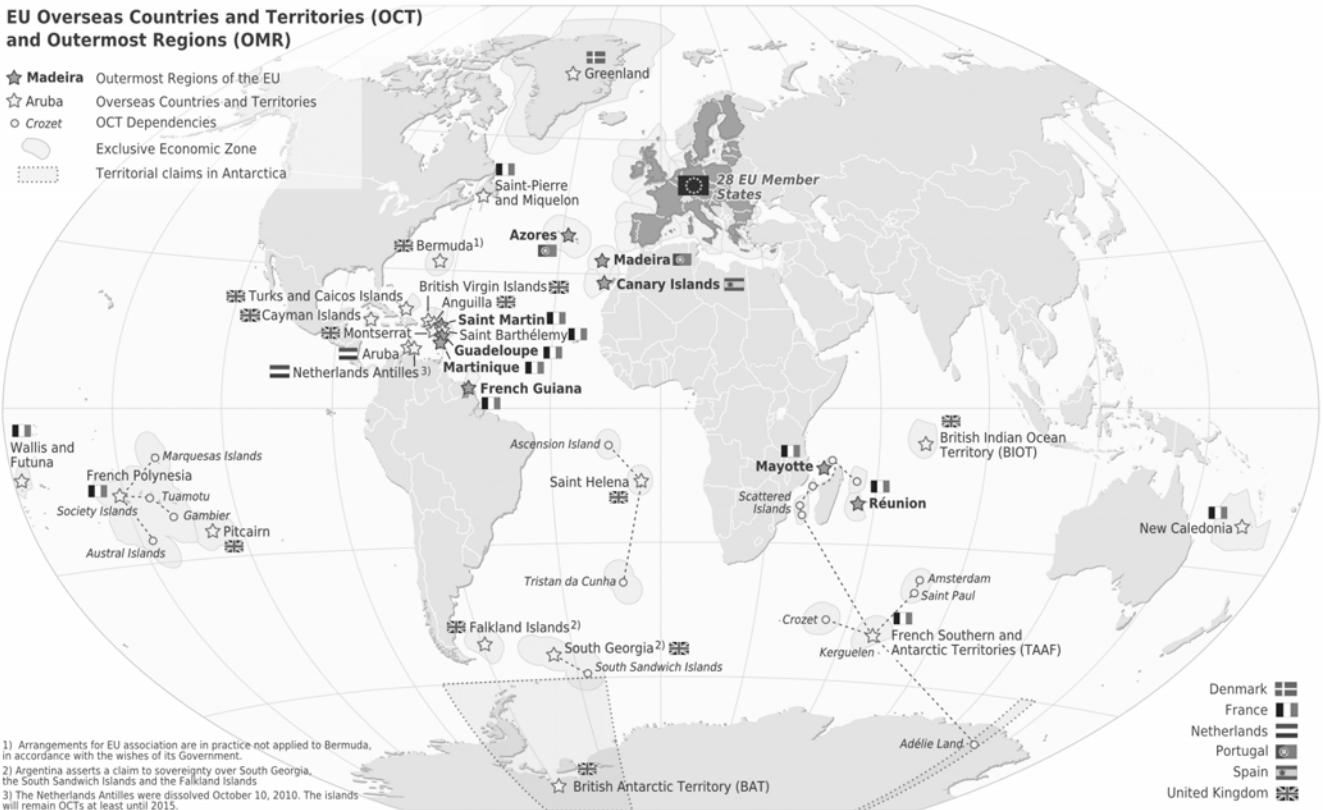 EU Overseas Countries and Territories (OCT)
and Outermost Regions (OMR)
Madeira Outermost Regions of the EU
Aruba Overseas Countries and Territories
Crozet OCT Dependencies
Exclusive Economic Zone
Territorial claims in Antarctica
Greenland
Saint-Pierre
and Miquelon
28 EU Member
States
Azores
Bermuda1)
Madeira
Canary Islands
British Virgin Islands
Turks and Caicos Islands
Anguilla
Cayman Islands
Saint Martin
Montserrat
Saint Barthélemy
Aruba
Guadeloupe
Netherlands Antilles3)
Martinique
French Guiana
Wallis and
Futuna
Marquesas Islands
French Polynesia
Tuamotu
Society Islands
Gambier
Pitcairn
Austral Islands
Ascension Island
Saint Helena
Tristan da Cunha
British Indian Ocean
Territory (BIOT)
Mayotte
Scattered
Islands
Réunion
New Caledonia
Amsterdam
Saint Paul
Crozet
Kerguelen
French Southern and
Antarctic Territories (TAAF)
Falkland Islands2)
South Georgia2)
South Sandwich Islands
Adélie Land
British Antarctic Territory (BAT)
Denmark
France
Netherlands
Portugal
Spain
United Kingdom
1) Arrangements for EU association are in practice not applied to Bermuda,
in accordance with the wishes of its Government.
2) Argentina asserts a claim to sovereignty over South Georgia,
the South Sandwich Islands and the Falkland Islands
3) The Netherlands Antilles were dissolved October 10, 2010. The islands
will remain OCTs at least until 2015.